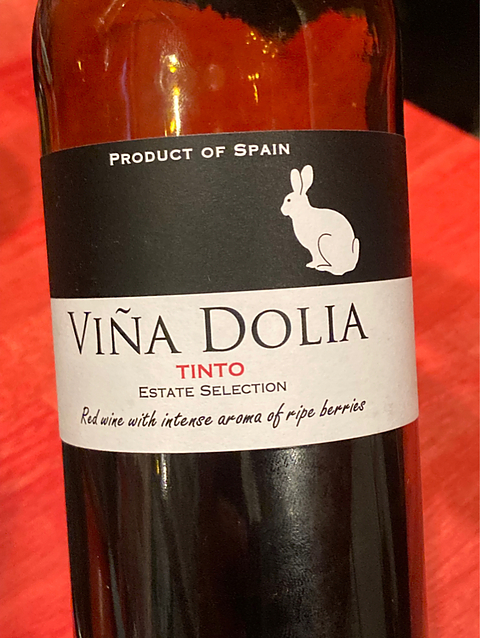 PRODUCT OF SPAIN
VIÑA DOLIA
TINTO
ESTATE SELECTION
Red wine with intense aroma of ripe berries